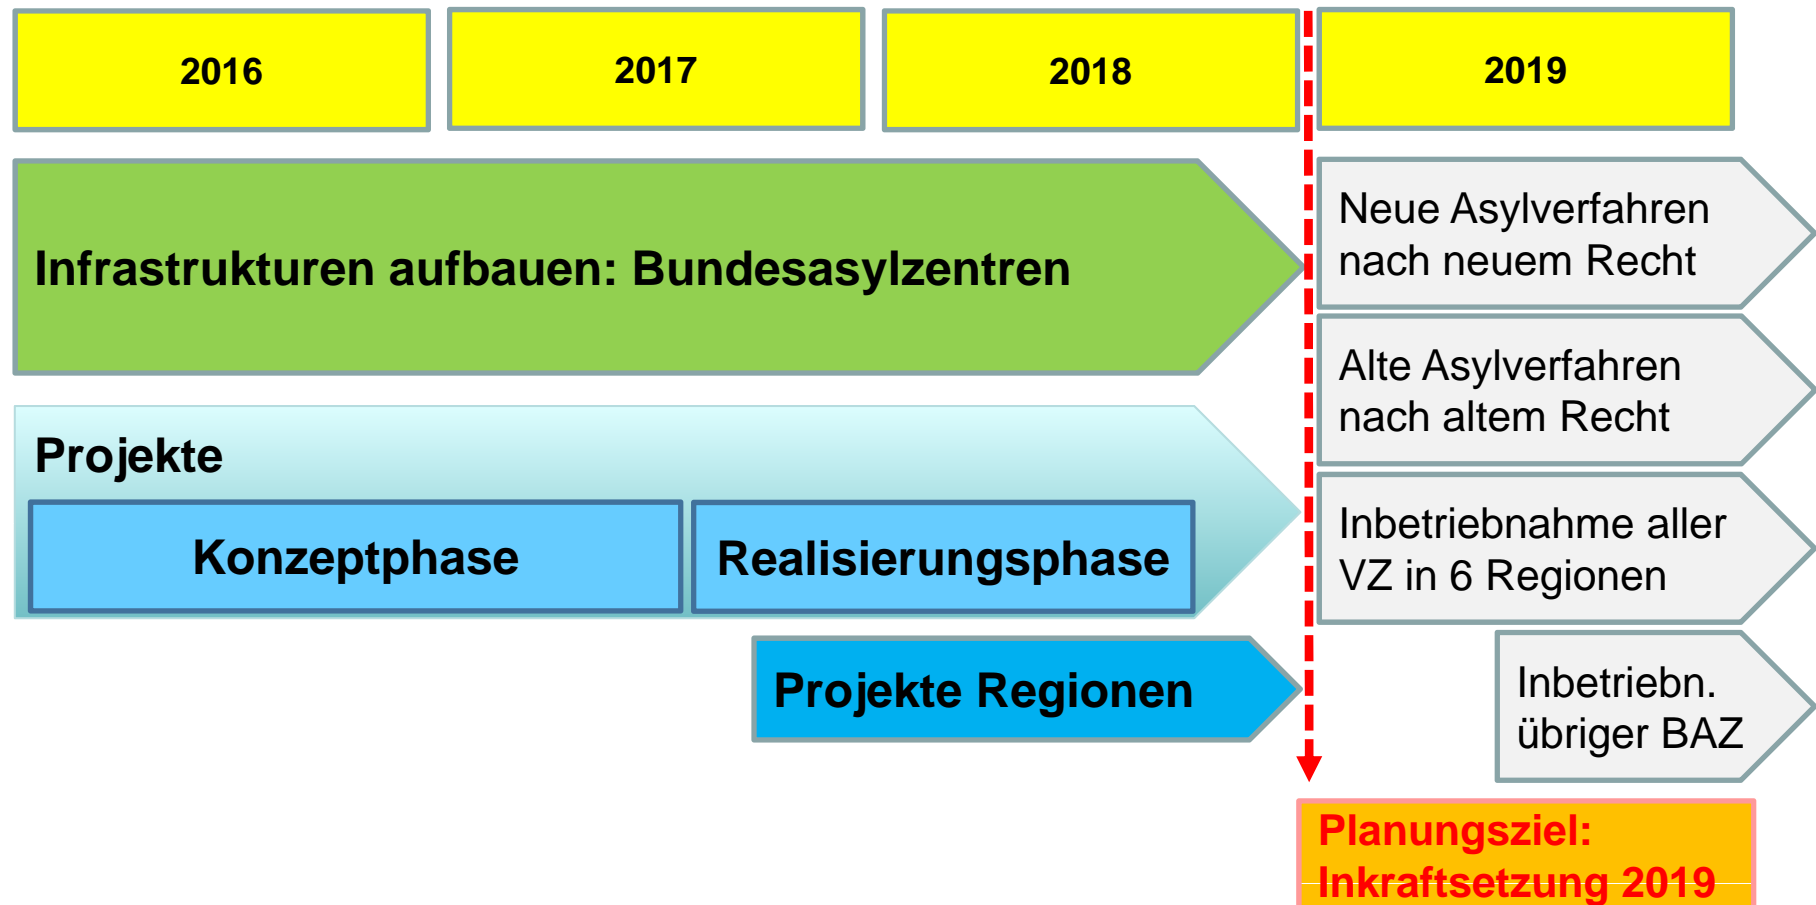 2016
2017
2018
2019
Infrastrukturen aufbauen: Bundesasylzentren
Projekte
Konzeptphase
Realisierungsphase
Projekte Regionen
Neue Asylverfahren
nach neuem Recht
Alte Asylverfahren
nach altem Recht
Inbetriebnahme aller
VZ in 6 Regionen
Inbetriebn.
übriger BAZ
Planungsziel:
Inkraftsetzung 2019